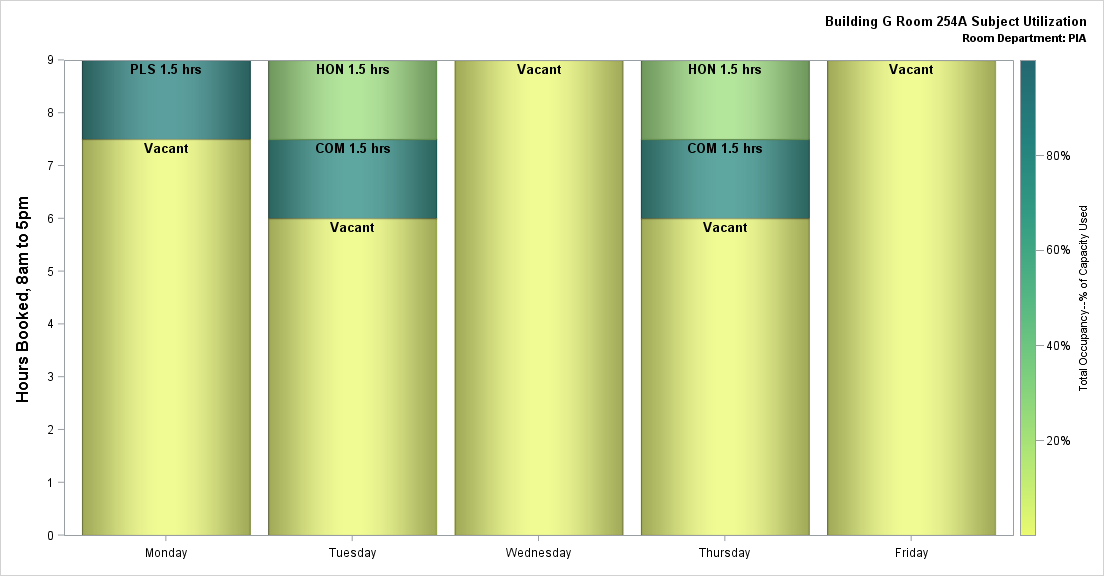 Building G Room 254A Subject Utilization
Room Department: PIA
Hours Booked, 8am to 5pm
9
8
7
6
5
4
3
2
1
0
PLS 1.5 hrs
Vacant
HON 1.5 hrs
COM 1.5 hrs
Vacant
Vacant
HON 1.5 hrs
COM 1.5 hrs
Vacant
Vacant
Monday
Tuesday
Wednesday
Thursday
Friday
80%
60%
40%
20%
Total Occupancy--% of Capacity Used